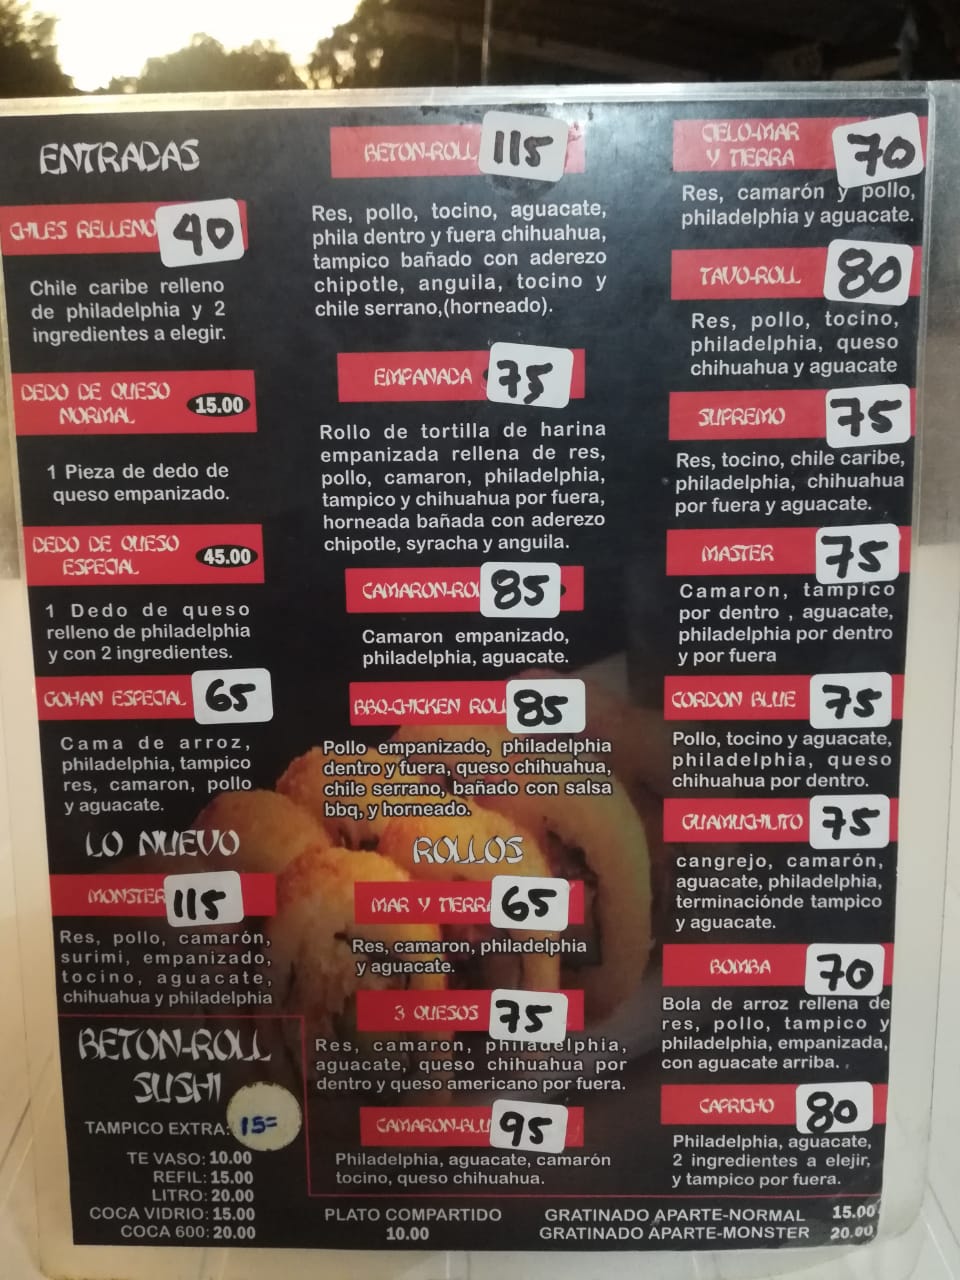 ENTRADAS
CHILES RELLENO 40
Chile caribe relleno
de philadelphia y 2
ingredientes a elegir.
DEDO DE QUESO
NORMAL 15.00
1 Pieza de dedo de
queso empanizado.
DEDO DE QUESO
ESPECIAL 45.00
1 Dedo de queso
relleno de philadelphia
y con 2 ingredientes.
GOHAN ESPECIAL 65
Cama de arroz,
philadelphia, tampico
res, camaron, pollo
y aguacate.
LO NUEVO
MONSTER 115
Res, pollo, camarón,
surimi, empanizado,
tocino, aguacate,
chihuahua y philadelphia
BETON-ROLL
SUSHI
TAMPICO EXTRA: 15=
TE VASO: 10.00
REFIL: 15.00
LITRO: 20.00
COCA VIDRIO: 15.00
COCA 600: 20.00
BETON-ROLL 115
Res, pollo, tocino, aguacate,
phila dentro y fuera chihuahua,
tampico bañado con aderezo
chipotle, anguila, tocino y
chile serrano,(horneado).
EMPANADA 75
Rollo de tortilla de harina
empanizada rellena de res,
pollo, camaron, philadelphia,
tampico y chihuahua por fuera,
horneada bañada con aderezo
chipotle, syracha y anguila.
CAMARON-ROL 85
Camaron empanizado,
philadelphia, aguacate.
BBQ-CHICKEN ROLL 85
Pollo empanizado, philadelphia
dentro y fuera, queso chihuahua,
chile serrano, bañado con salsa
bbq, y horneado.
ROLLOS
MAR Y TIERRA 65
Res, camaron, philadelphia
y aguacate.
3 QUESOS 75
Res, camaron, philadelphia,
aguacate, queso chihuahua por
dentro y queso americano por fuera.
CAMARON-BLU 95
Philadelphia, aguacate, camarón
tocino, queso chihuahua.
PLATO COMPARTIDO
10.00
CIELO-MAR
Y TIERRA 70
Res, camarón y pollo,
philadelphia y aguacate.
TAVO-ROLL 80
Res, pollo, tocino,
philadelphia, queso
chihuahua y aguacate
SUPREMO 75
Res, tocino, chile caribe,
philadelphia, chihuahua
por fuera y aguacate.
MASTER 75
Camaron, tampico
por dentro , aguacate,
philadelphia por dentro
y por fuera
CORDON BLUE 75
Pollo, tocino y aguacate,
philadelphia, queso
chihuahua por dentro.
GUAMUCHILITO 75
cangrejo, camarón,
aguacate, philadelphia,
terminaciónde tampico
y aguacate.
BOMBA 70
Bola de arroz rellena de
res, pollo, tampico y
philadelphia, empanizada,
con aguacate arriba.
CAPRICHO 80
Philadelphia, aguacate,
2 ingredientes a elejir,
y tampico por fuera.
GRATINADO APARTE-NORMAL 15.00
GRATINADO APARTE-MONSTER 20.00